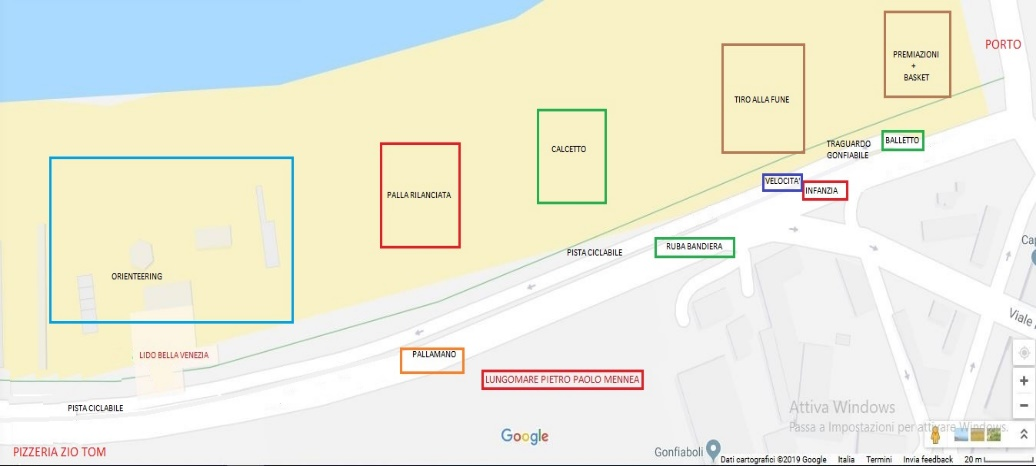 PORTO
PREMIAZIONI
+
BASKET
TIRO ALLA FUNE
CALCETTO
TRAGUARDO
GONFIABILE
BALLETTO
VELOCITA'
INFANZIA
PALLA RILANCIATA
RUBA BANDIERA
PISTA CICLABILE
ORIENTEERING
Cap
Viale
LIDO BELLA VENEZIA
PALLAMANO
LUNGOMARE PIETRO PAOLO MENNEA
PISTA CICLABILE
Attiva Windows
Passa a Impostazioni per attivare Windows.
Google
PIZZERIA ZIO TOM
Gonfiaboli
Dati cartografici ©2019 Google Italia Termini Invia feedback 20 m